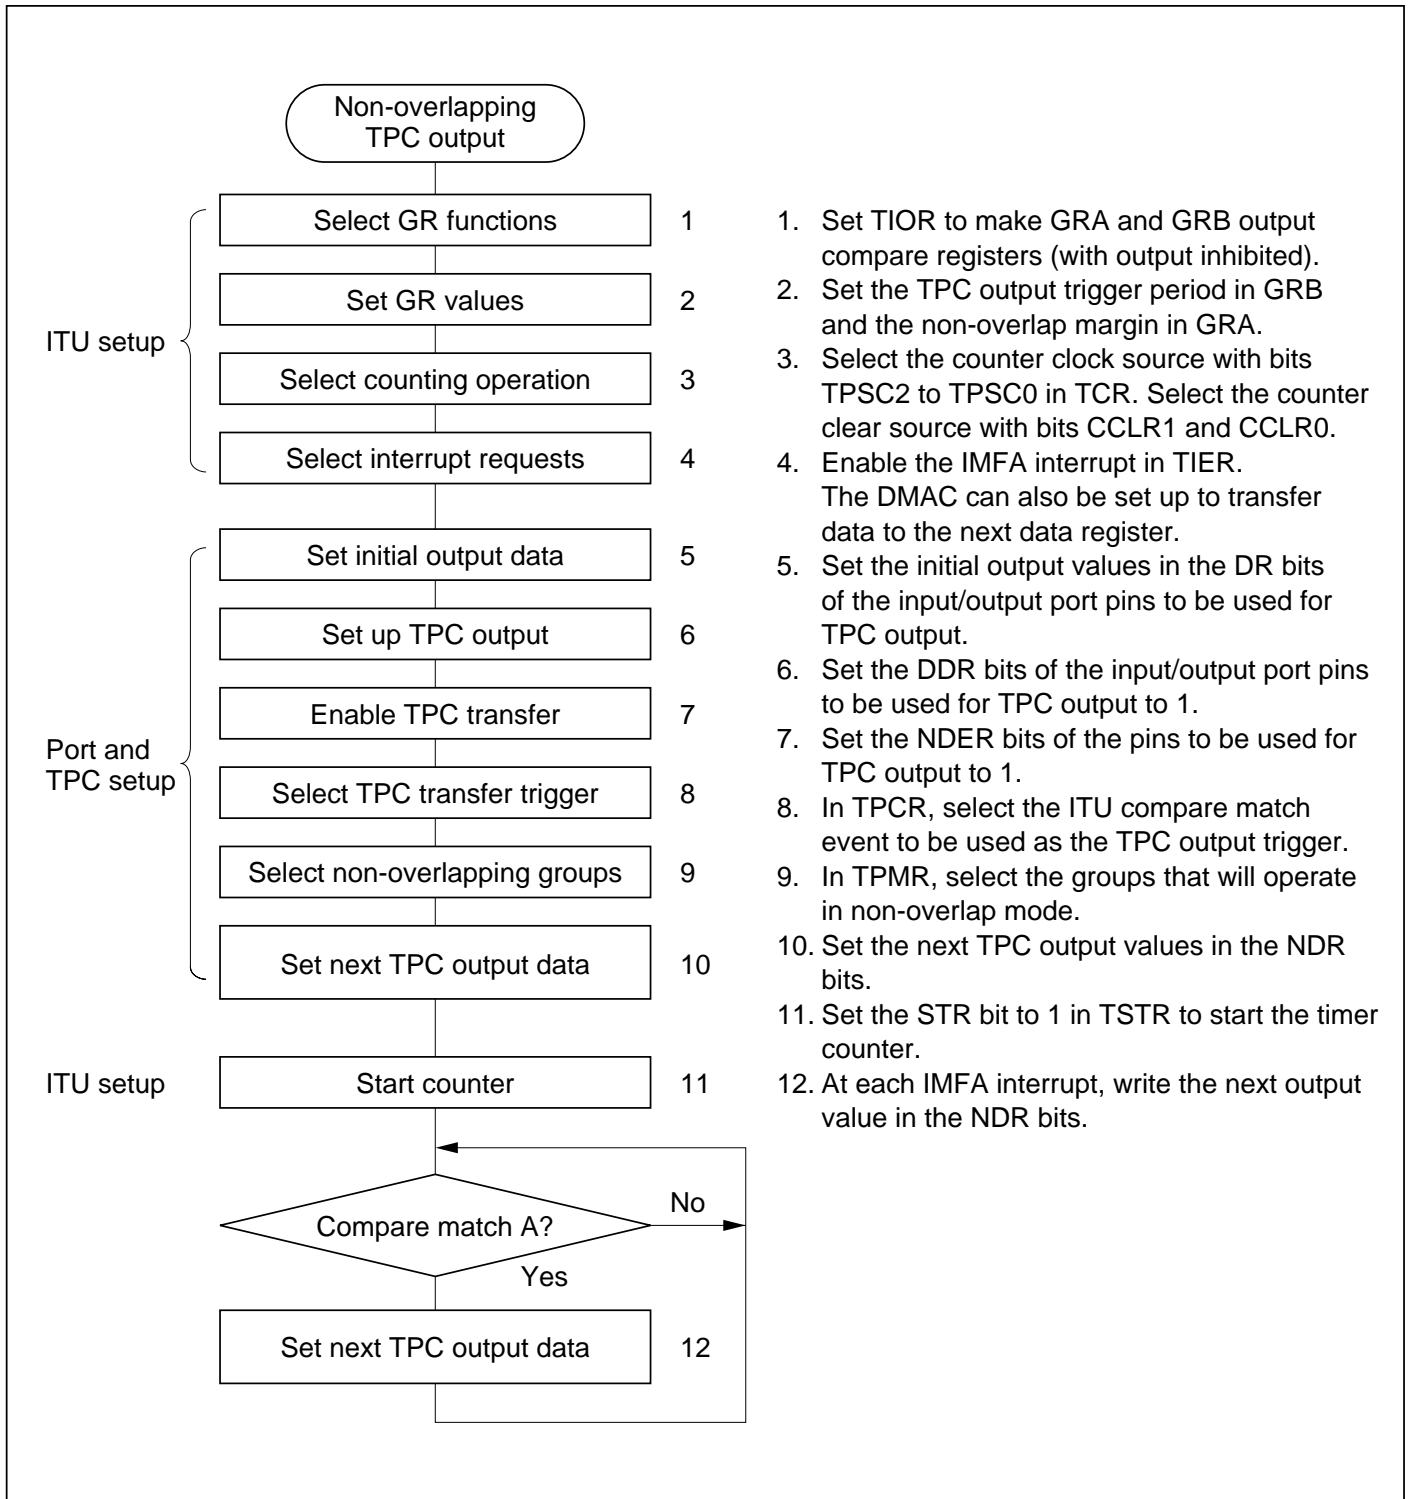 Non-overlapping
TPC output
ITU setup
Select GR functions 1
Set GR values 2
Select counting operation 3
Select interrupt requests 4
Port and
TPC setup
Set initial output data 5
Set up TPC output 6
Enable TPC transfer 7
Select TPC transfer trigger 8
Select non-overlapping groups 9
Set next TPC output data 10
ITU setup
Start counter 11
Compare match A?
No
Yes
Set next TPC output data 12
1. Set TIOR to make GRA and GRB output
compare registers (with output inhibited).
2. Set the TPC output trigger period in GRB
and the non-overlap margin in GRA.
3. Select the counter clock source with bits
TPSC2 to TPSC0 in TCR. Select the counter
clear source with bits CCLR1 and CCLR0.
4. Enable the IMFA interrupt in TIER.
The DMAC can also be set up to transfer
data to the next data register.
5. Set the initial output values in the DR bits
of the input/output port pins to be used for
TPC output.
6. Set the DDR bits of the input/output port pins
to be used for TPC output to 1.
7. Set the NDER bits of the pins to be used for
TPC output to 1.
8. In TPCR, select the ITU compare match
event to be used as the TPC output trigger.
9. In TPMR, select the groups that will operate
in non-overlap mode.
10. Set the next TPC output values in the NDR
bits.
11. Set the STR bit to 1 in TSTR to start the timer
counter.
12. At each IMFA interrupt, write the next output
value in the NDR bits.